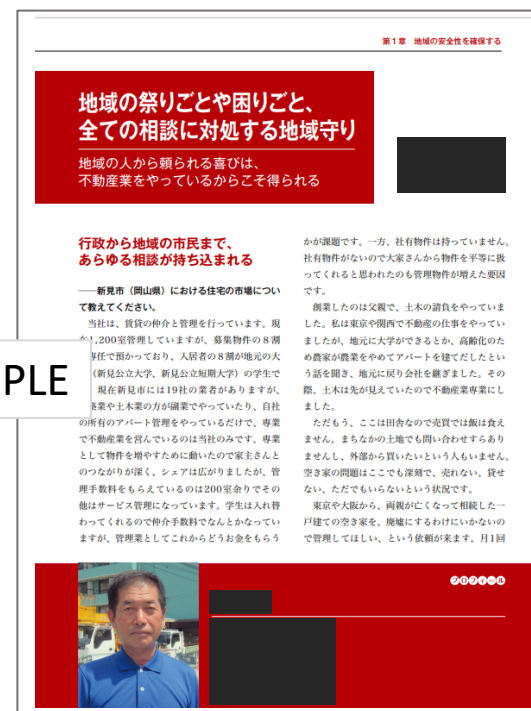 第1章 地域の安全性を確保する
地域の祭りごとや困りごと、
全ての相談に対処する地域守り
地域の人から頼られる喜びは、
不動産業をやっているからこそ得られる
行政から地域の市民まで、
あらゆる相談が持ち込まれる
――新見市（岡山県）における住宅の市場につい
て教えてください。
当社は、賃貸の仲介と管理を行っています。現
1,200室管理していますが、募集物件の8割
専任で預かっており、入居者の8割が地元の大
（新見公立大学、新見公立短期大学）の学生で
現在新見市には19社の業者がありますが、
業や土木業の方が副業でやっていたり、自社
の所有のアパート管理をやっているだけで、専業
で不動産業を営んでいるのは当社のみです。専業
として物件を増やすために動いたので家主さんと
のつながりが深く、シェアは広がりましたが、管
理手数料をもらえているのは200室余りでその
他はサービス管理になっています。学生は入れ替
わってくれるので仲介手数料でなんとかなってい
ますが、管理業としてこれからどうお金をもらう
かが課題です。一方、社有物件は持っていません。
社有物件がないので大家さんから物件を平等に扱
ってくれると思われたのも管理物件が増えた要因
です。
創業したのは父親で、土木の請負をやっていま
した。私は東京や関西で不動産の仕事をやってい
ましたが、地元に大学ができるとか、高齢化のた
め農家が農業をやめてアパートを建てだしたとい
う話を聞き、地元に戻り会社を継ぎました。その
際、土木は先が見えていたので不動産専業にし
ました。
ただもう、ここは田舎なので売買では飯は食え
ません。まちなかの土地でも問い合わせすらあり
ませんし、外部から買いたいという人もいません。
空き家の問題はここでも深刻で、売れない、貸せ
ない、ただでもいらないという状況です。
東京や大阪から、両親が亡くなって相続した一
戸建ての空き家を、廃墟にするわけにいかないの
で管理してほしい、という依頼が来ます。月1回
PLE
プロフィール